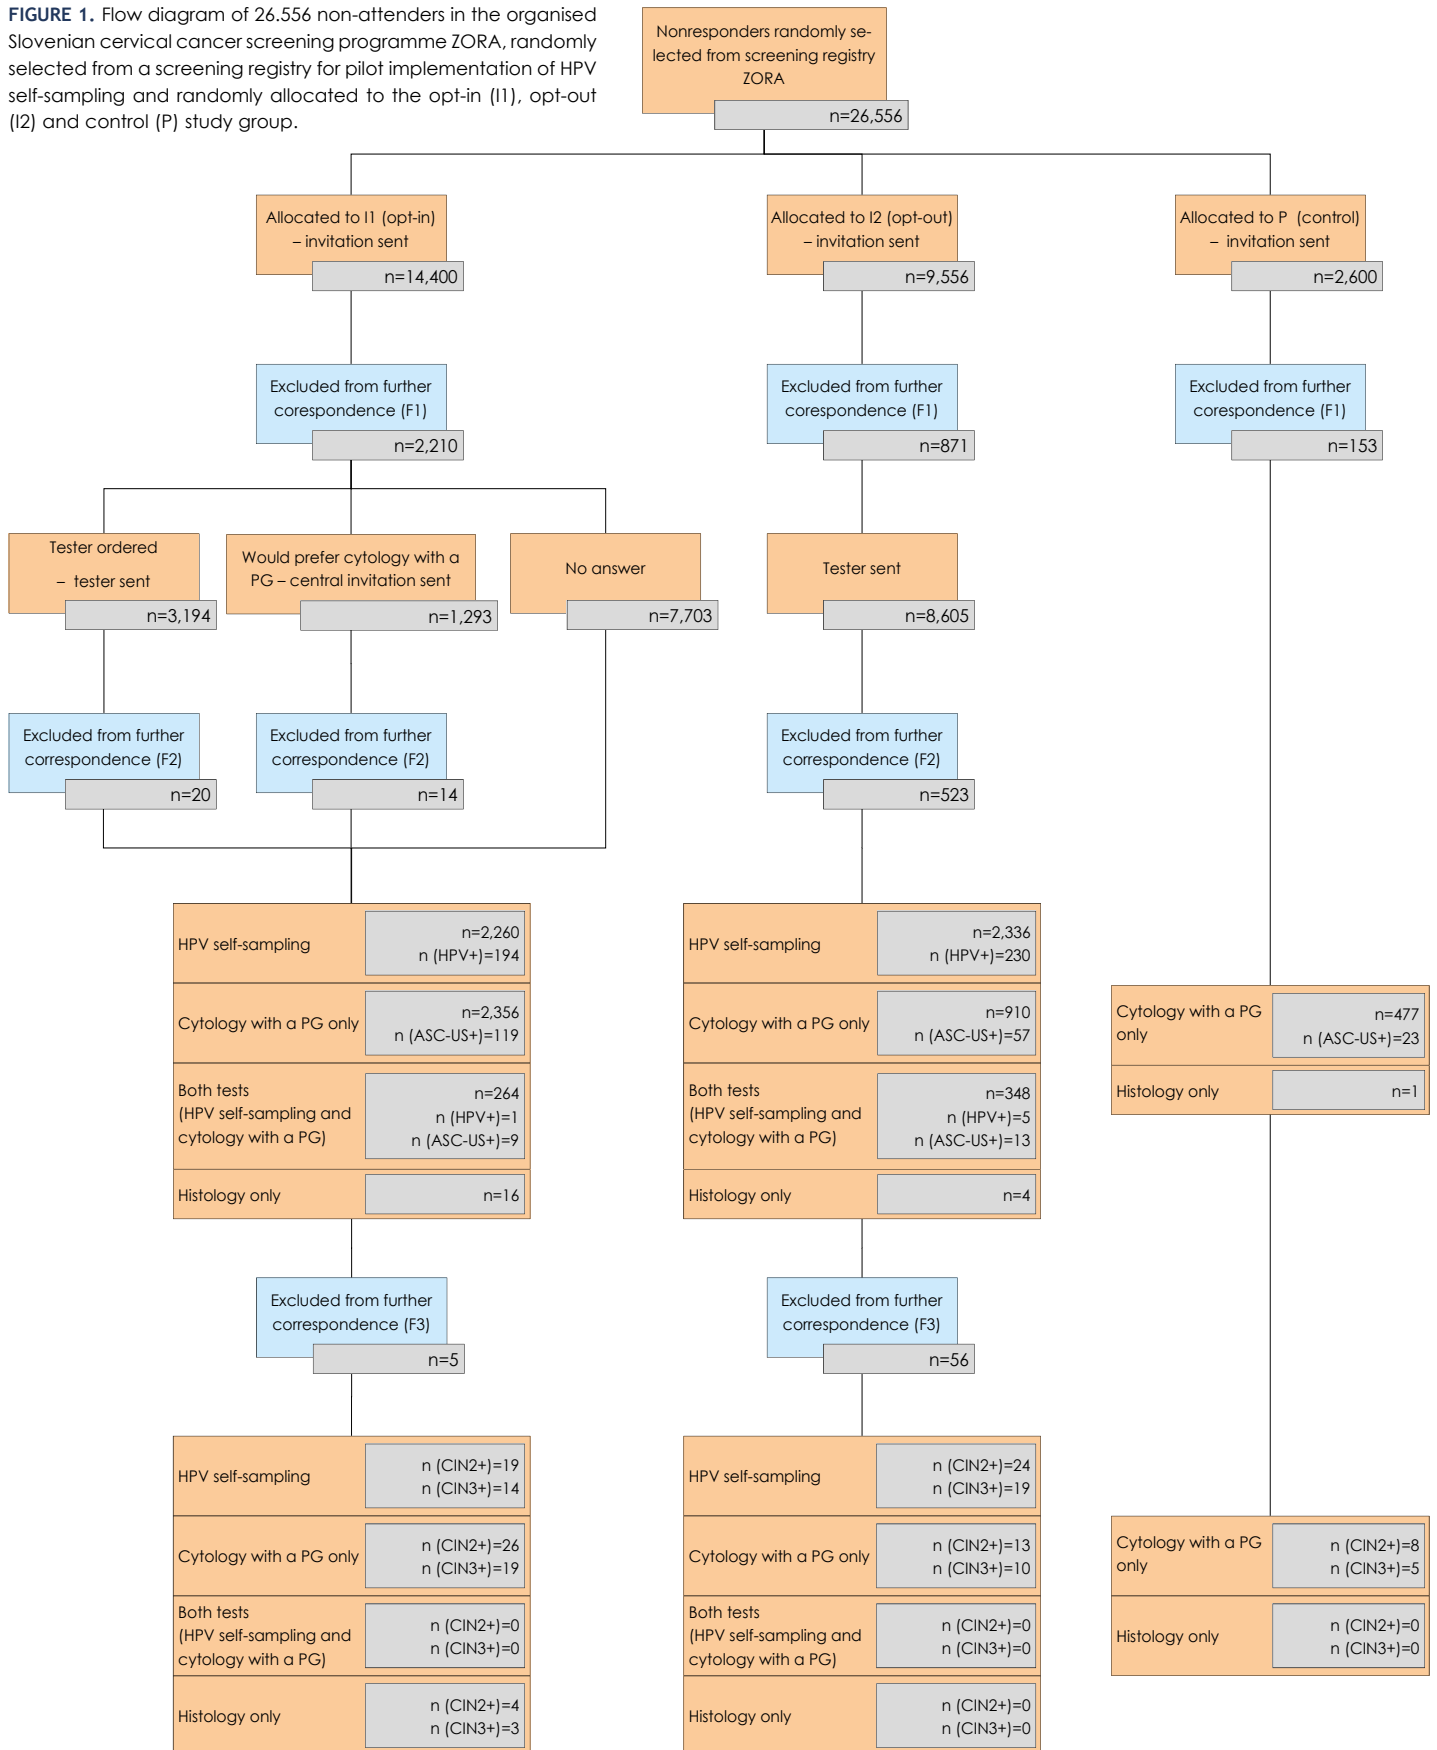 FIGURE 1. Flow diagram of 26.556 non-attenders in the organised
Slovenian cervical cancer screening programme ZORA, randomly
selected from a screening registry for pilot implementation of HPV
self-sampling and randomly allocated to the opt-in (I1), opt-out
(I2) and control (P) study group.
Nonresponders randomly se-
lected from screening registry
ZORA
n=26,556
Allocated to I1 (opt-in)
– invitation sent
n=14,400
Allocated to I2 (opt-out)
– invitation sent
n=9,556
Allocated to P (control)
– invitation sent
n=2,600
Excluded from further
corespondence (F1)
n=2,210
Excluded from further
corespondence (F1)
n=871
Excluded from further
corespondence (F1)
n=153
Tester ordered
– tester sent
n=3,194
Would prefer cytology with a
PG – central invitation sent
n=1,293
No answer
n=7,703
Tester sent
n=8,605
Excluded from further
correspondence (F2)
n=20
Excluded from further
correspondence (F2)
n=14
Excluded from further
correspondence (F2)
n=523
HPV self-sampling
n=2,260
n (HPV+)=194
Cytology with a PG only
n=2,356
n (ASC-US+)=119
Both tests
(HPV self-sampling and
cytology with a PG)
n=264
n (HPV+)=1
n (ASC-US+)=9
Histology only
n=16
HPV self-sampling
n=2,336
n (HPV+)=230
Cytology with a PG only
n=910
n (ASC-US+)=57
Both tests
(HPV self-sampling and
cytology with a PG)
n=348
n (HPV+)=5
n (ASC-US+)=13
Histology only
n=4
Cytology with a PG
only
n=477
n (ASC-US+)=23
Histology only
n=1
Excluded from further
correspondence (F3)
n=5
Excluded from further
correspondence (F3)
n=56
HPV self-sampling
n (CIN2+)=19
n (CIN3+)=14
Cytology with a PG only
n (CIN2+)=26
n (CIN3+)=19
Both tests
(HPV self-sampling and
cytology with a PG)
n (CIN2+)=0
n (CIN3+)=0
Histology only
n (CIN2+)=4
n (CIN3+)=3
HPV self-sampling
n (CIN2+)=24
n (CIN3+)=19
Cytology with a PG only
n (CIN2+)=13
n (CIN3+)=10
Both tests
(HPV self-sampling and
cytology with a PG)
n (CIN2+)=0
n (CIN3+)=0
Histology only
n (CIN2+)=0
n (CIN3+)=0
Cytology with a PG
only
n (CIN2+)=8
n (CIN3+)=5
Histology only
n (CIN2+)=0
n (CIN3+)=0